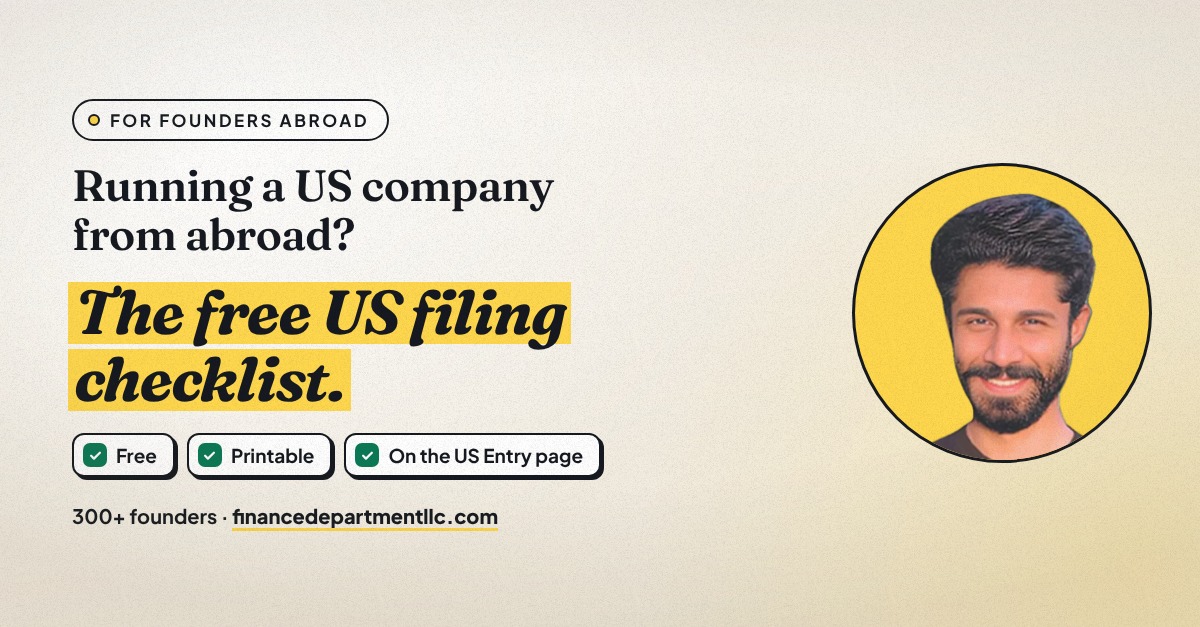 FOR FOUNDERS ABROAD
Running a US company
from abroad?
The free US filing
checklist.
Free
Printable
On the US Entry page
300+ founders · financedepartmentllc.com